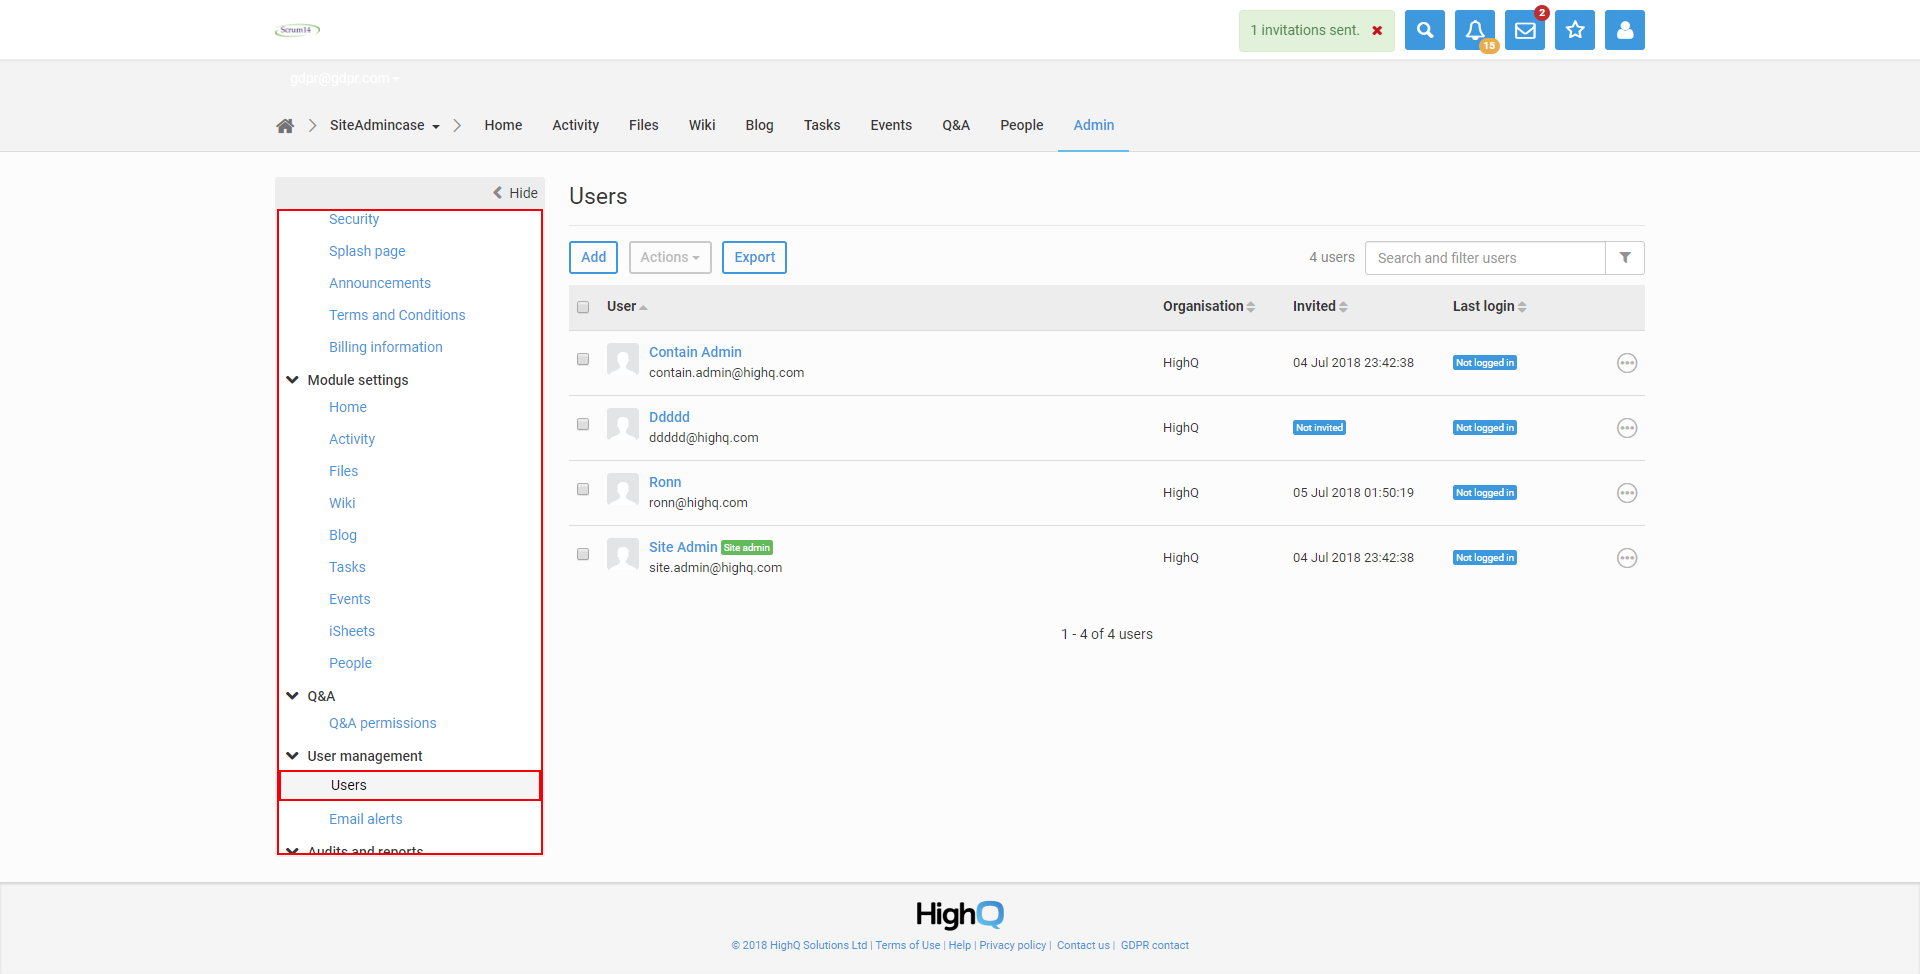 Scrum14
1 invitations sent.
15
2
gdpr@gdpr.com
SiteAdmincase
Home Activity Files Wiki Blog Tasks Events Q&A People Admin
Hide
Security
Splash page
Announcements
Terms and Conditions
Billing information
Module settings
Home
Activity
Files
Wiki
Blog
Tasks
Events
iSheets
People
Q&A
Q&A permissions
User management
Users
Email alerts
Audits and reports
Users
Add Actions Export 4 users Search and filter users
User Organisation Invited Last login
Contain Admin
contain.admin@highq.com
HighQ 04 Jul 2018 23:42:38 Not logged in
Ddddd
ddddd@highq.com
HighQ Not invited Not logged in
Ronn
ronn@highq.com
HighQ 05 Jul 2018 01:50:19 Not logged in
Site Admin Site admin
site.admin@highq.com
HighQ 04 Jul 2018 23:42:38 Not logged in
1 - 4 of 4 users
HighQ
© 2018 HighQ Solutions Ltd | Terms of Use | Help | Privacy policy | Contact us | GDPR contact